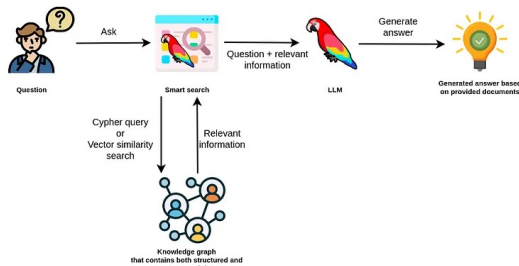 ?
Ask
Generate
answer
Question + relevant
information
Question
Smart search
LLM
Generated answer based
on provided documents
Cypher query
or
Vector similarity
search
Relevant
information
Knowledge graph
that contains both structured and